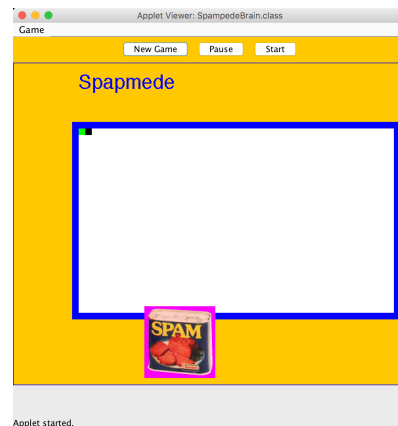 Applet Viewer: SpampedeBrain.class
Game
New Game Pause Start
Spapmede
SPAM
Applet started.